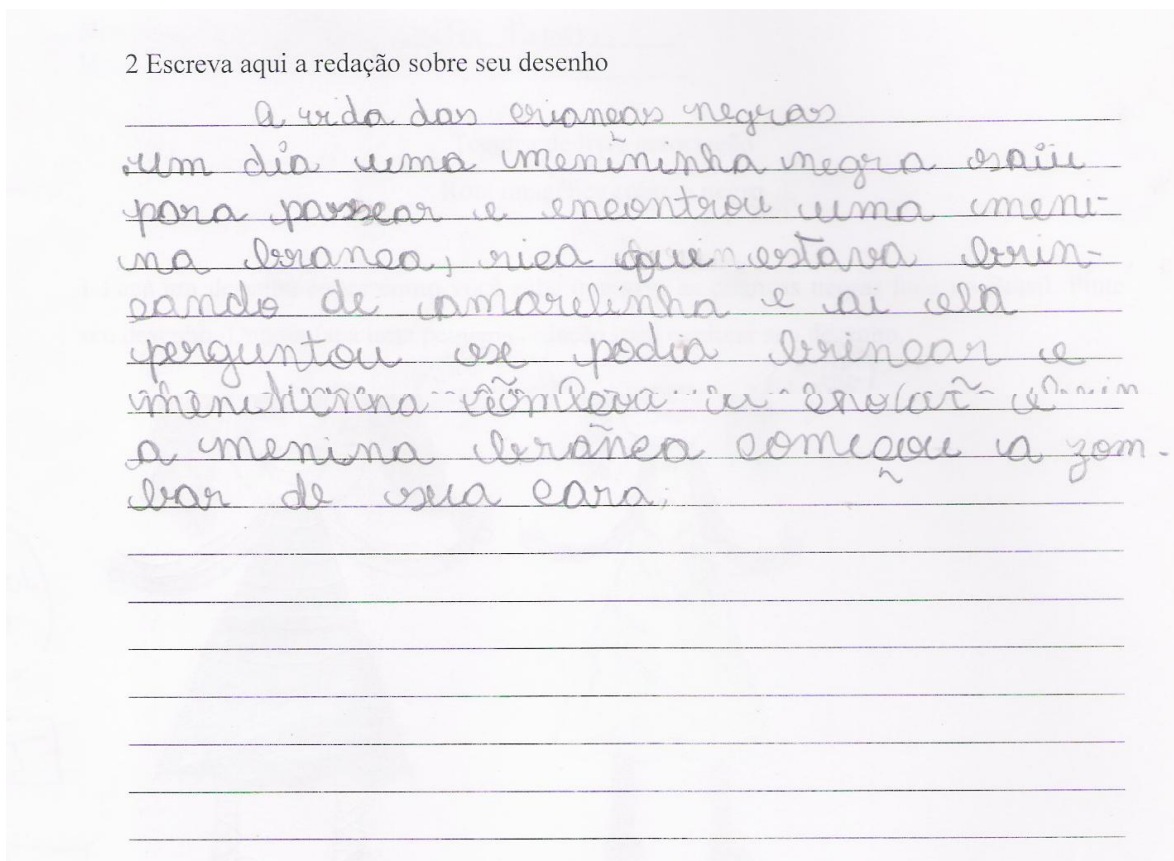 2 Escreva aqui a redação sobre seu desenho
A vida das crianças negras
um dia uma menininha negra saiu
para passear e encontrou uma meni-
na branca, rica que estava brin-
cando de amarelinha e ai ela
perguntou se podia brincar e
a menina branca começou a zom-
bar de sua cara.